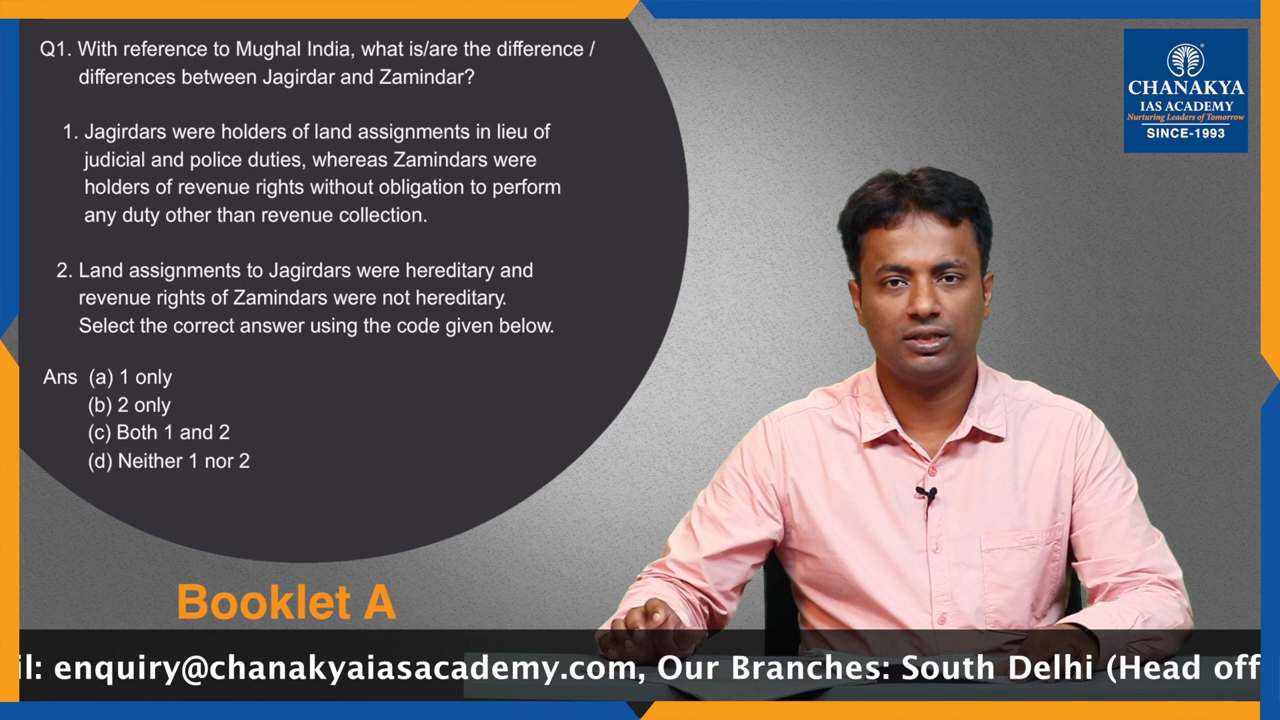 Q1. With reference to Mughal India, what is/are the difference /
differences between Jagirdar and Zamindar?
1. Jagirdars were holders of land assignments in lieu of
judicial and police duties, whereas Zamindars were
holders of revenue rights without obligation to perform
any duty other than revenue collection.
2. Land assignments to Jagirdars were hereditary and
revenue rights of Zamindars were not hereditary.
Select the correct answer using the code given below.
Ans (a) 1 only
(b) 2 only
(c) Both 1 and 2
(d) Neither 1 nor 2
Booklet A
CHANAKYA
IAS ACADEMY
Nurturing Leaders of Tomorrow
SINCE-1993
il: enquiry@chanakyaiasacademy.com, Our Branches: South Delhi (Head off